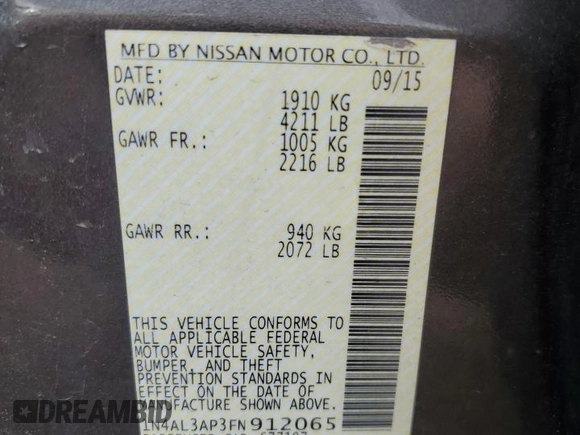 MFD BY NISSAN MOTOR CO., LTD.
DATE: 09/15
GVWR: 1910 KG
4211 LB
GAWR FR.: 1005 KG
2216 LB
GAWR RR.: 940 KG
2072 LB
THIS VEHICLE CONFORMS TO
ALL APPLICABLE FEDERAL
MOTOR VEHICLE SAFETY,
BUMPER, AND THEFT
PREVENTION STANDARDS IN
EFFECT ON THE DATE OF
MANUFACTURE SHOWN ABOVE.
1N4AL3AP3FN912065
DREAMBID